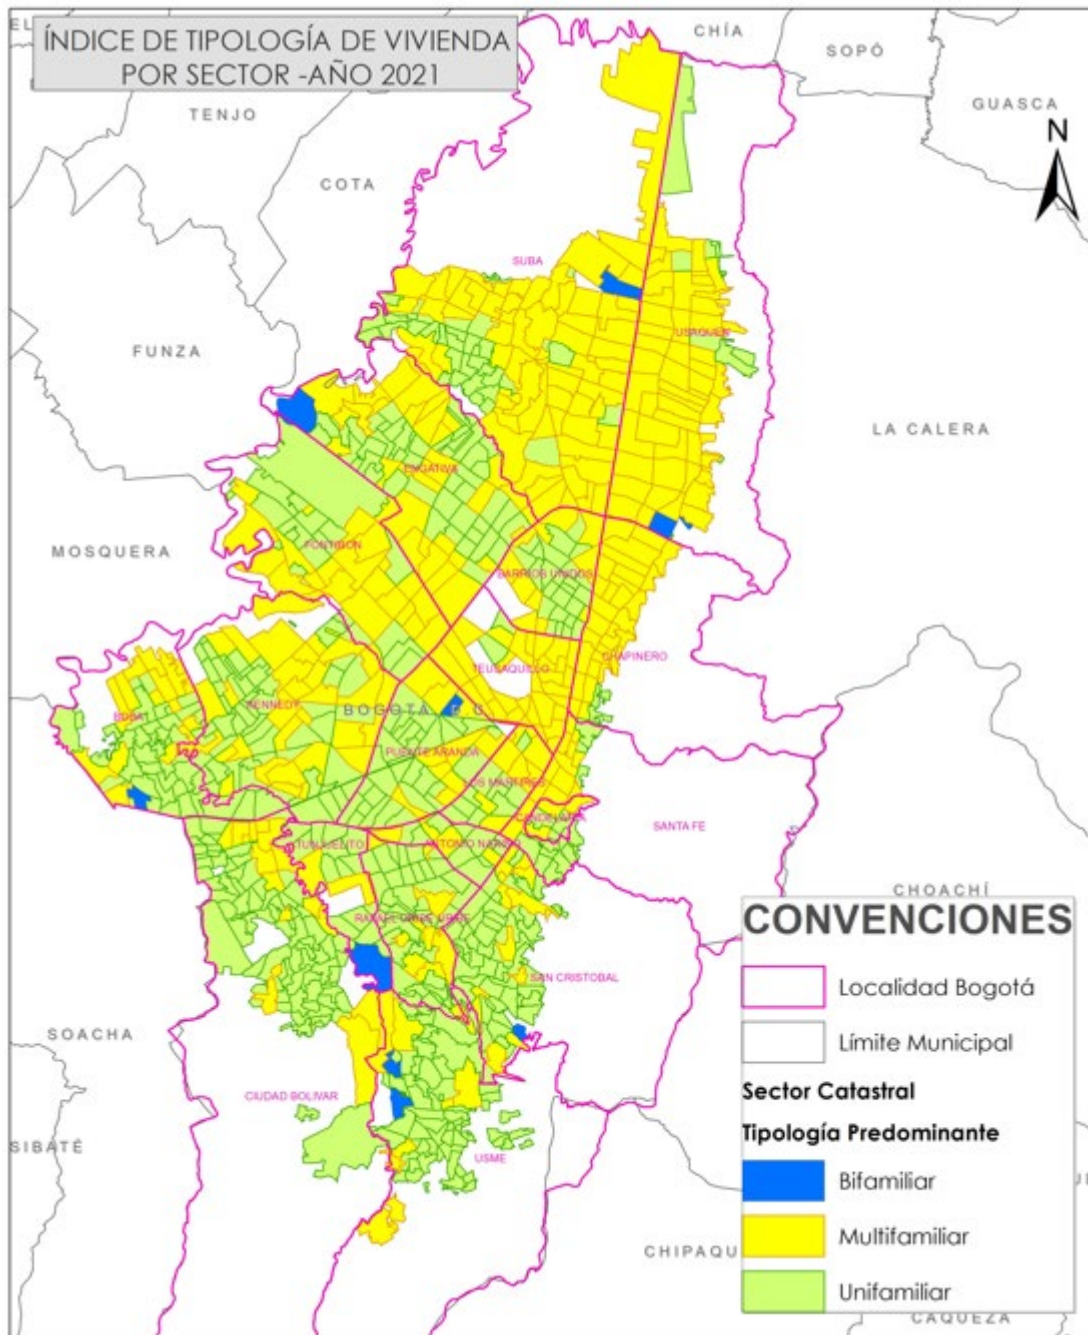 ÍNDICE DE TIPOLOGÍA DE VIVIENDA
POR SECTOR -AÑO 2021
CHÍA
SOPÓ
GUASCA
TENJO
N
COTA
SUBA
USAQUEN
FUNZA
LA CALERA
ENGATIVA
MOSQUERA
FONTIBON
BARRIOS UNIDOS
TEUSAQUILLO
CHAPINERO
BOSA
KENNEDY
BOGOTÁ D.C.
PUENTE ARANDA
LOS MARTIRES
CANDELARIA
SANTA FE
TUNJUELITO
ANTONIO NARIÑO
CHOACHÍ
RAFAEL URIBE URIBE
SAN CRISTOBAL
SOACHA
CIUDAD BOLIVAR
SIBATÉ
USME
CHIPAQU
CAQUEZA
CONVENCIONES
Localidad Bogotá
Límite Municipal
Sector Catastral
Tipología Predominante
Bifamiliar
Multifamiliar
Unifamiliar